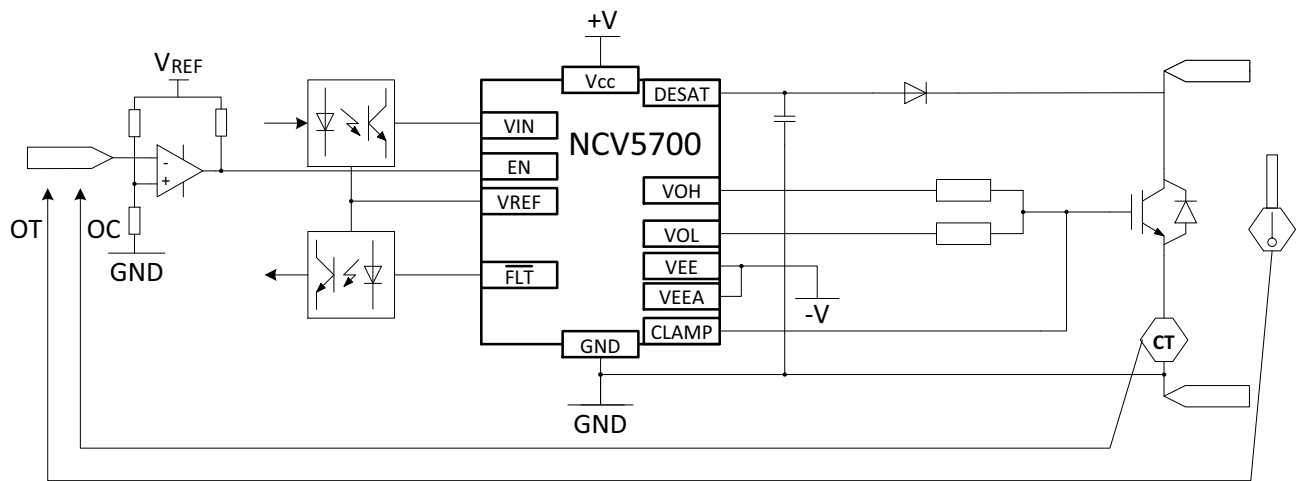 +V
VREF
Vcc
DESAT
VIN
NCV5700
EN
-
+
VOH
VREF
OT
OC
VOL
GND
VEE
FLT
VEEA
-V
CLAMP
GND
CT
GND